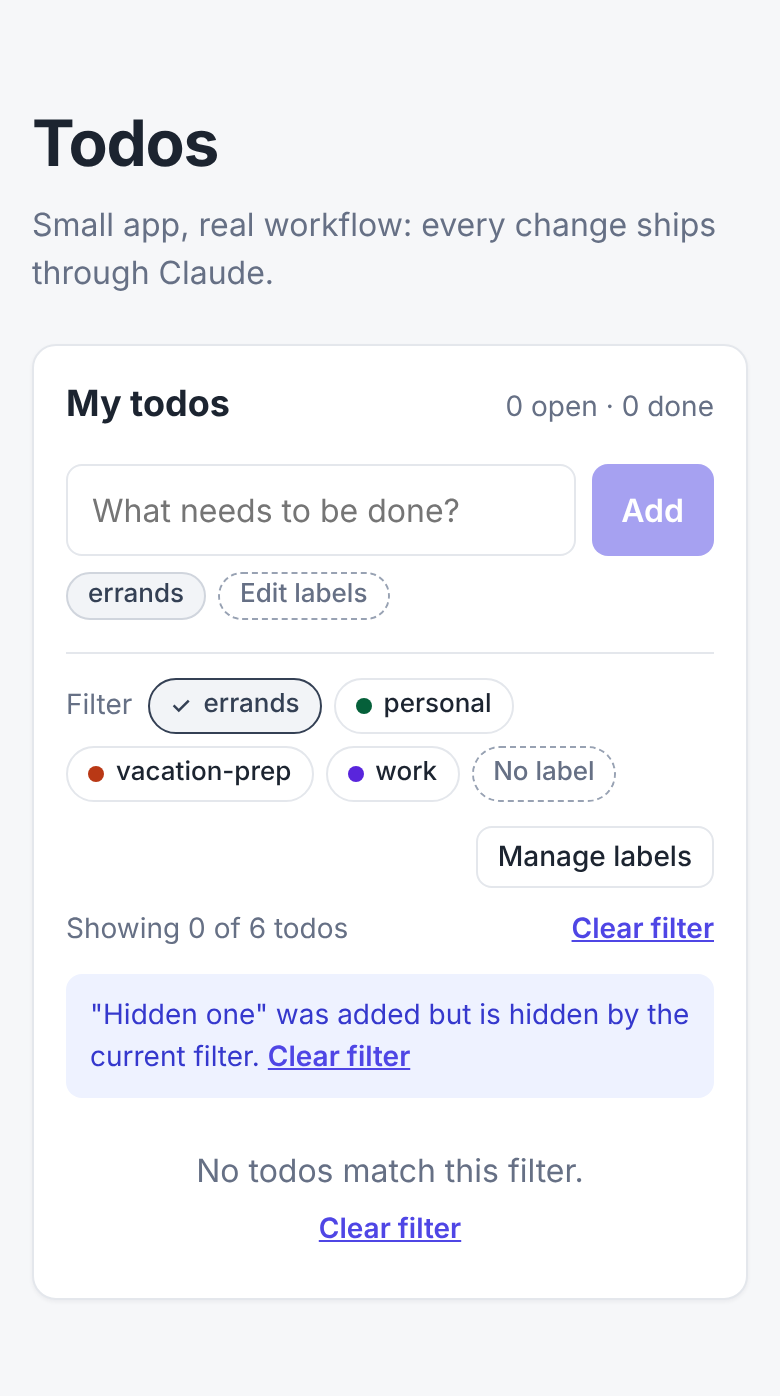 Todos
Small app, real workflow: every change ships
through Claude.
My todos
0 open · 0 done
What needs to be done?
Add
errands
Edit labels
Filter
errands
personal
vacation-prep
work
No label
Manage labels
Showing 0 of 6 todos
Clear filter
"Hidden one" was added but is hidden by the
current filter. Clear filter
No todos match this filter.
Clear filter